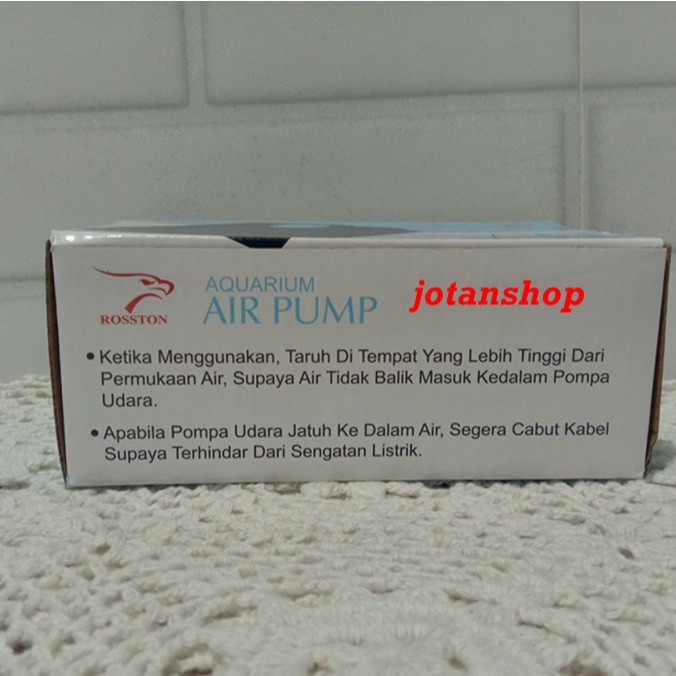 ROSSTON
AQUARIUM
AIR PUMP
jotanshop
• Ketika Menggunakan, Taruh Di Tempat Yang Lebih Tinggi Dari
Permukaan Air, Supaya Air Tidak Balik Masuk Kedalam Pompa
Udara.
• Apabila Pompa Udara Jatuh Ke Dalam Air, Segera Cabut Kabel
Supaya Terhindar Dari Sengatan Listrik.